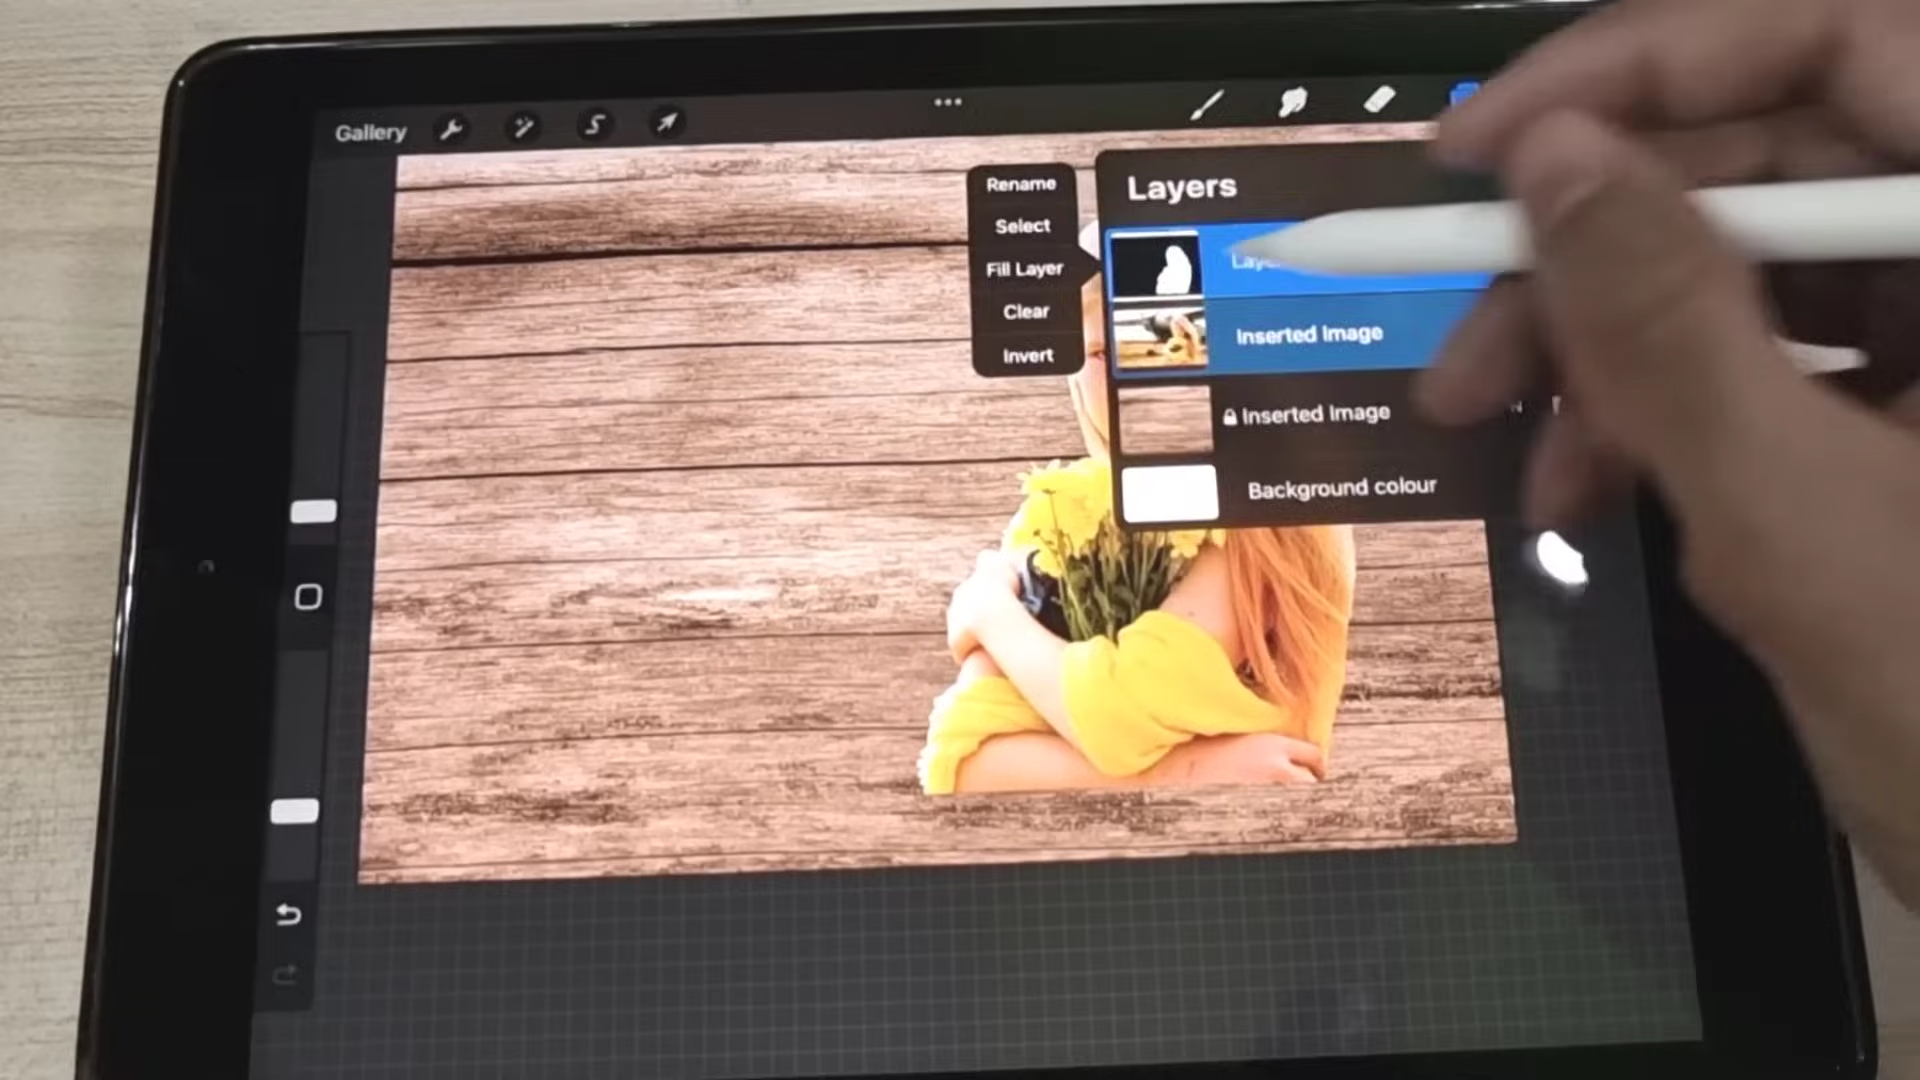 Gallery
Rename
Select
Fill Layer
Clear
Invert
Layers
Inserted Image
Inserted Image
N
Background colour